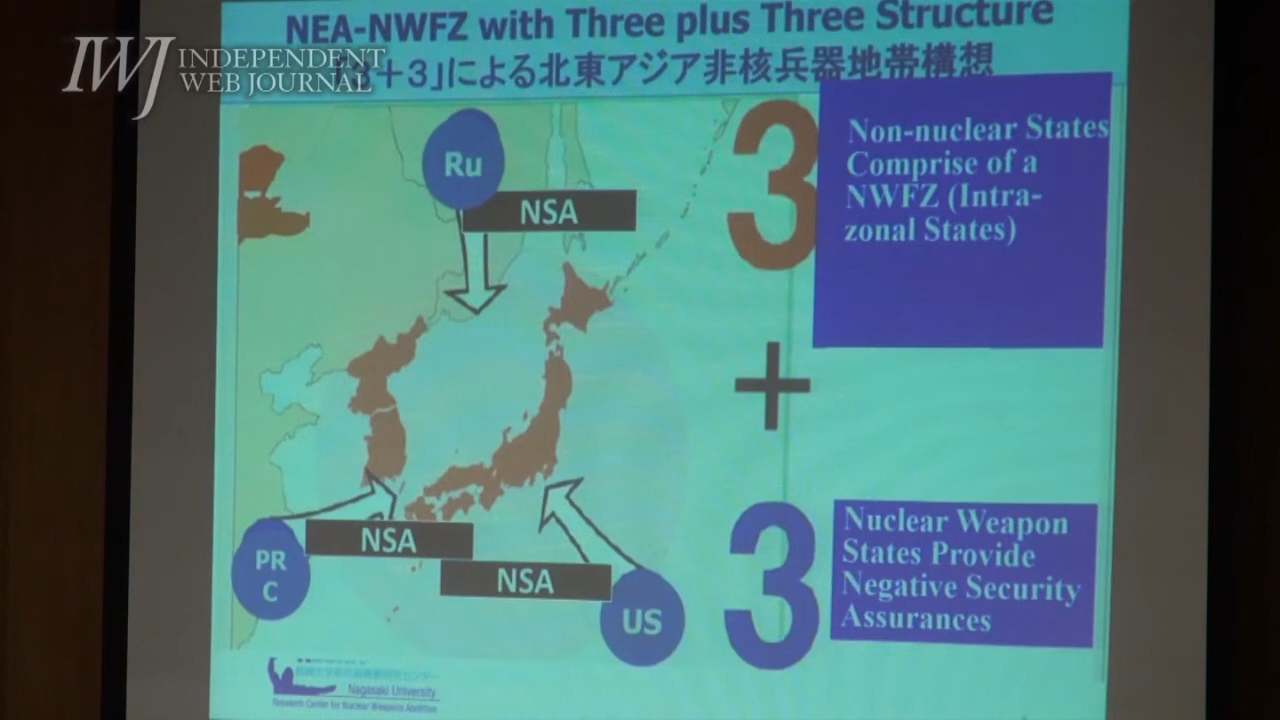 NEA-NWFZ with Three plus Three Structure
IWJ INDEPENDENT
WEB JOURNAL
3+3」による北東アジア非核兵器地帯構想
3
Non-nuclear States
Comprise of a
NWFZ (Intra-
zonal States)
Ru
NSA
+
3
Nuclear Weapon
States Provide
Negative Security
Assurances
NSA
PR
C
NSA
US
Nagasaki University
Research Center for Nuclear Weapons Abolition